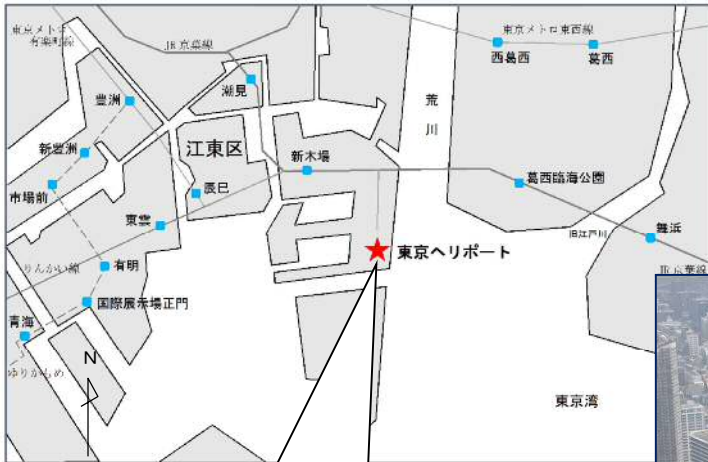 東京メトロ
有楽町線
JR京葉線
東京メトロ東西線
西葛西
葛西
潮見
豊洲
荒川
江東区
新豊洲
新木場
市場前
辰巳
葛西臨海公園
東雲
旧江戸川
舞浜
東京ヘリポート
りんかい線
有明
JR京葉線
国際展示場正門
青海
N
ゆりかもめ
東京湾